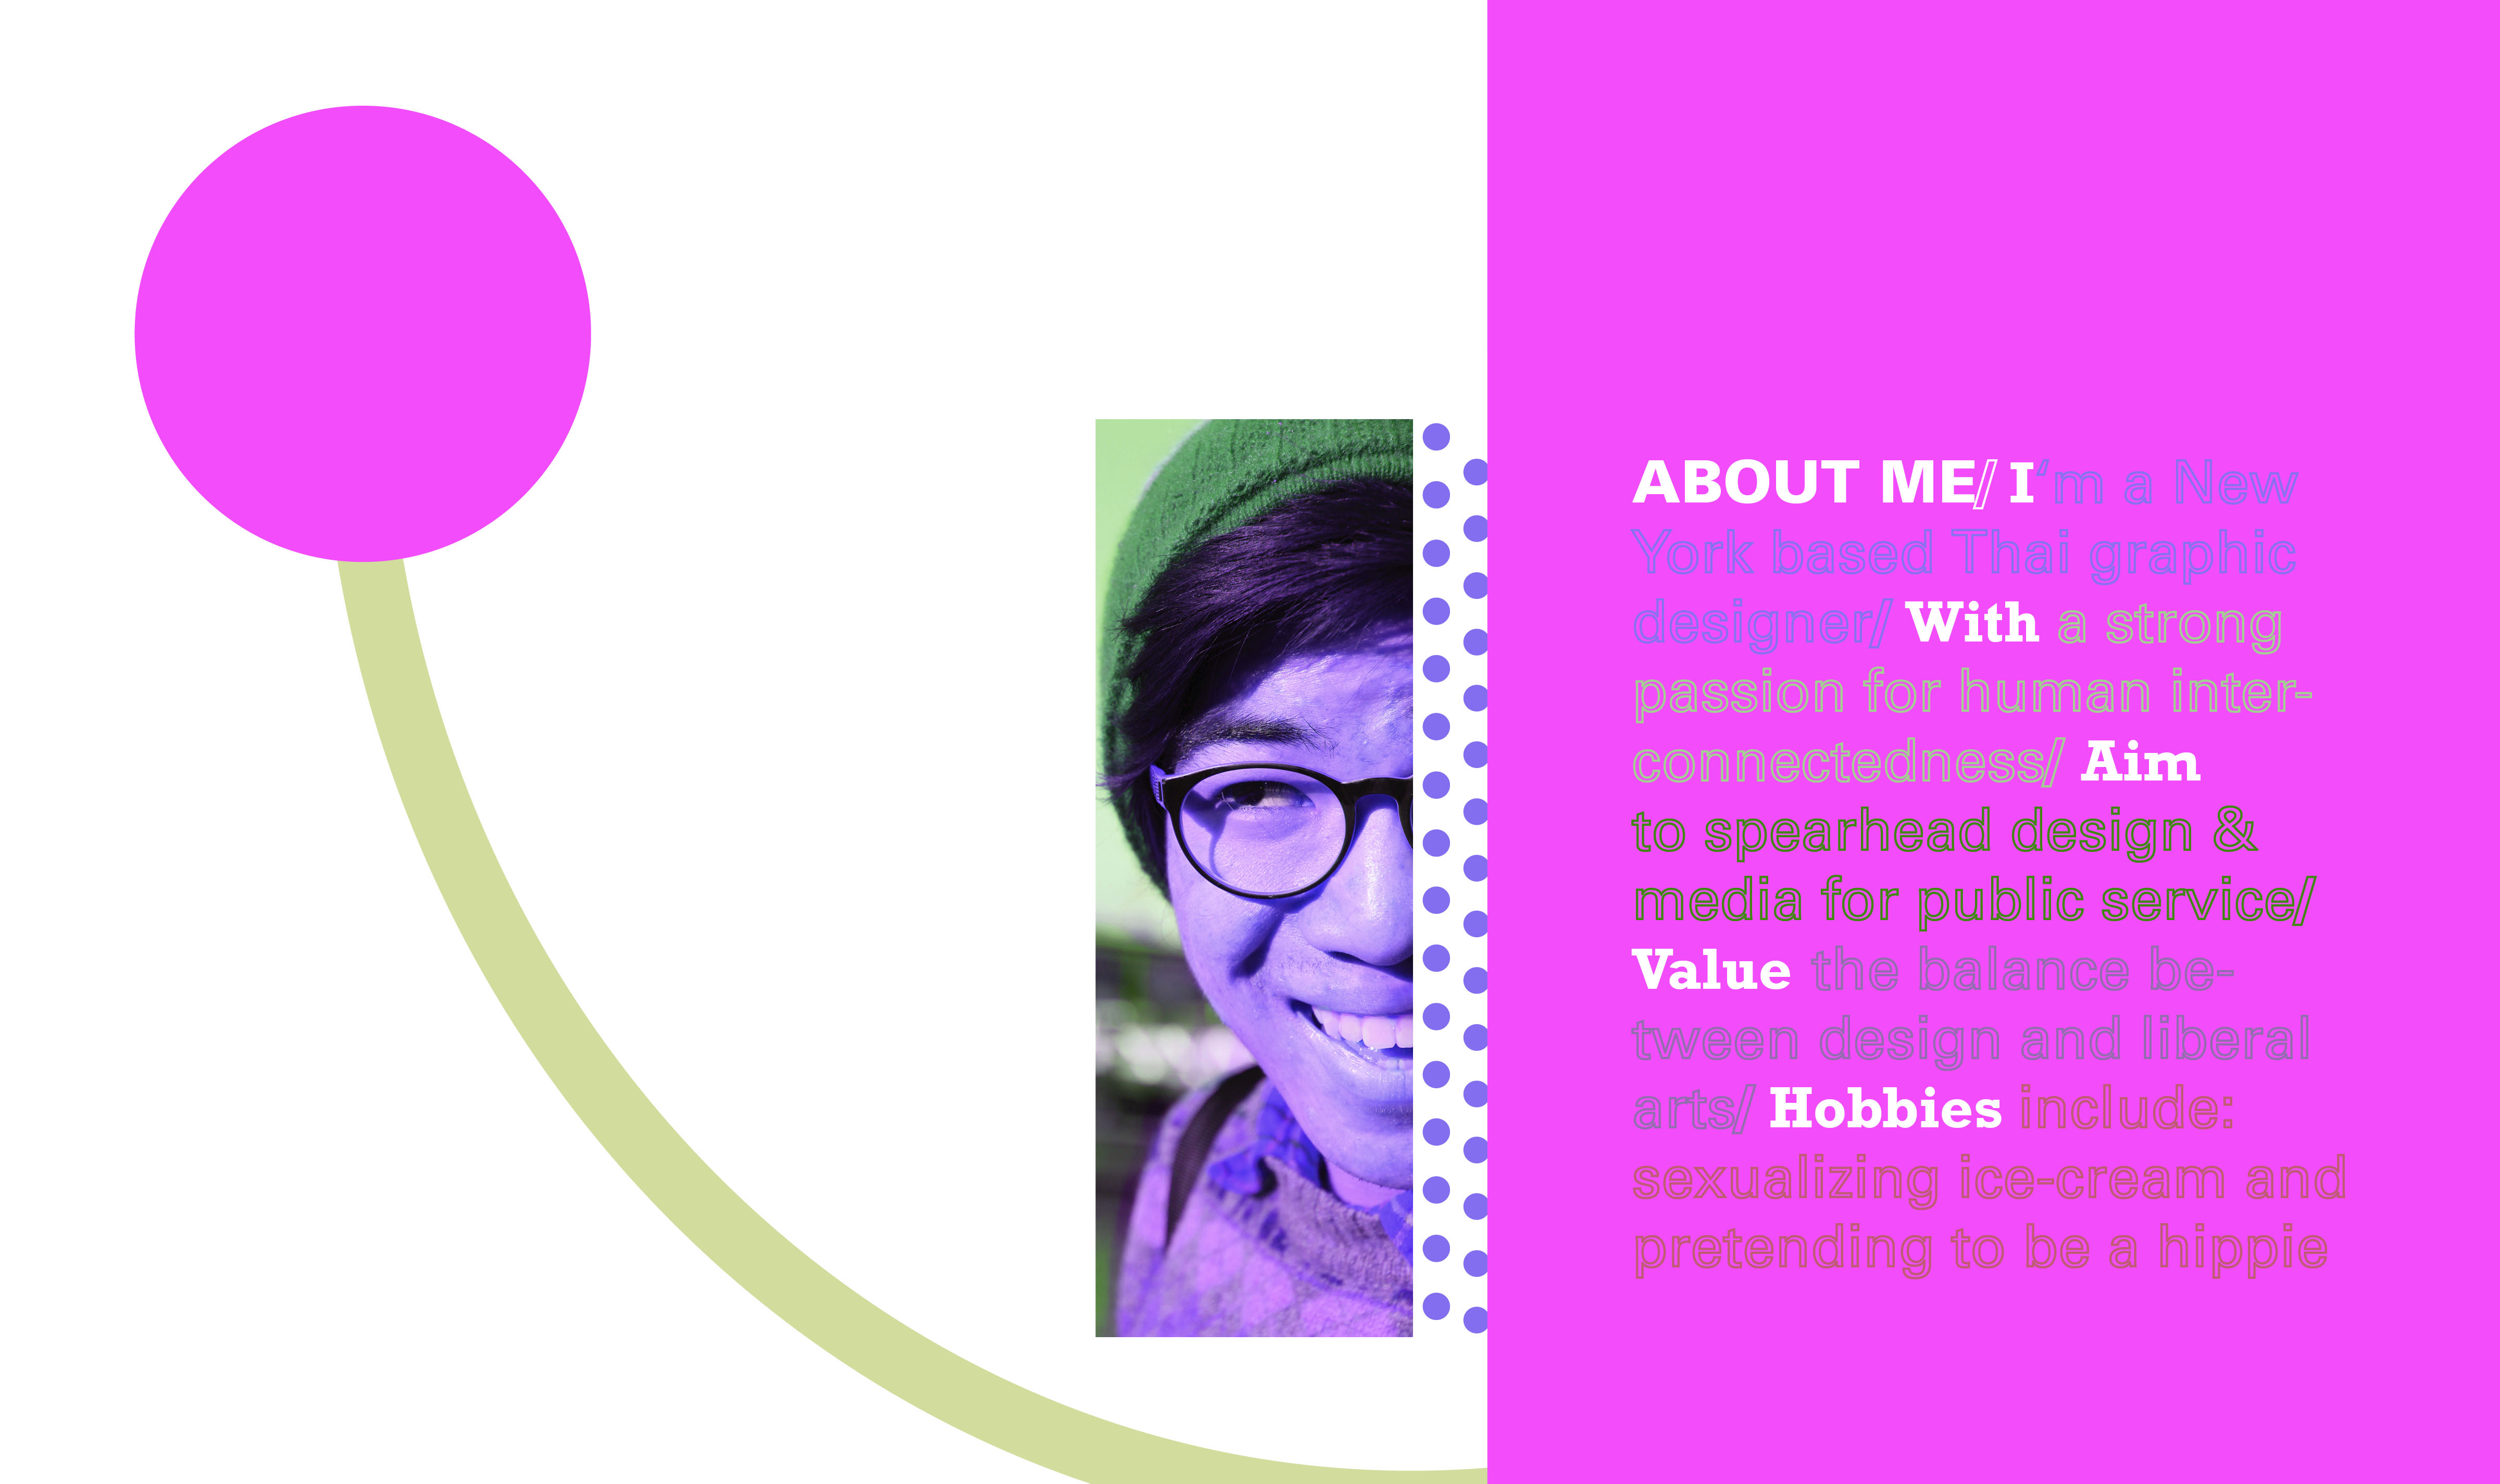 ABOUT ME/ I‘m a New
York based Thai graphic
designer/ With a strong
passion for human inter-
connectedness/ Aim
to spearhead design &
media for public service/
Value the balance be-
tween design and liberal
arts/ Hobbies include:
sexualizing ice-cream and
pretending to be a hippie